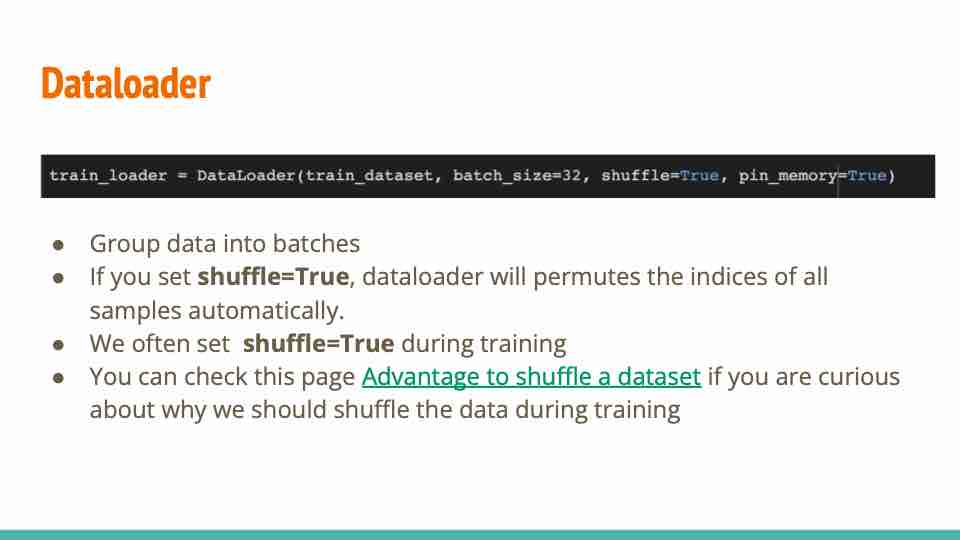 Dataloader
train_loader = DataLoader(train_dataset, batch_size=32, shuffle=True, pin_memory=True)
● Group data into batches
● If you set shuffle=True, dataloader will permutes the indices of all
samples automatically.
● We often set  shuffle=True during training
● You can check this page Advantage to shuffle a dataset if you are curious
about why we should shuffle the data during training